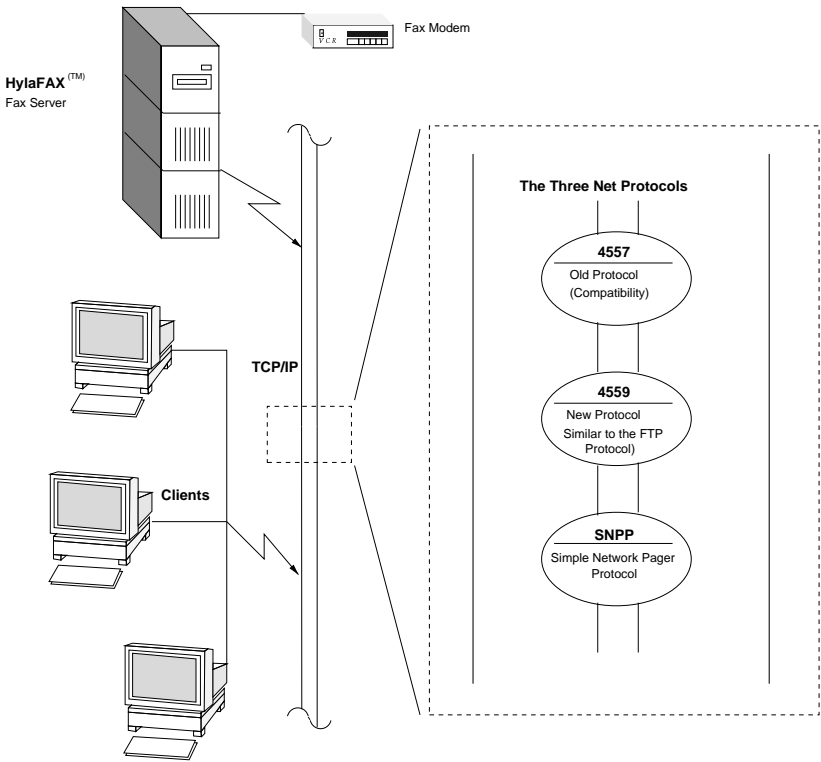 Fax Modem
VCR
HylaFAX (TM)
Fax Server
The Three Net Protocols
4557
Old Protocol
(Compatibility)
TCP/IP
4559
New Protocol
Similar to the FTP
Protocol)
Clients
SNPP
Simple Network Pager
Protocol